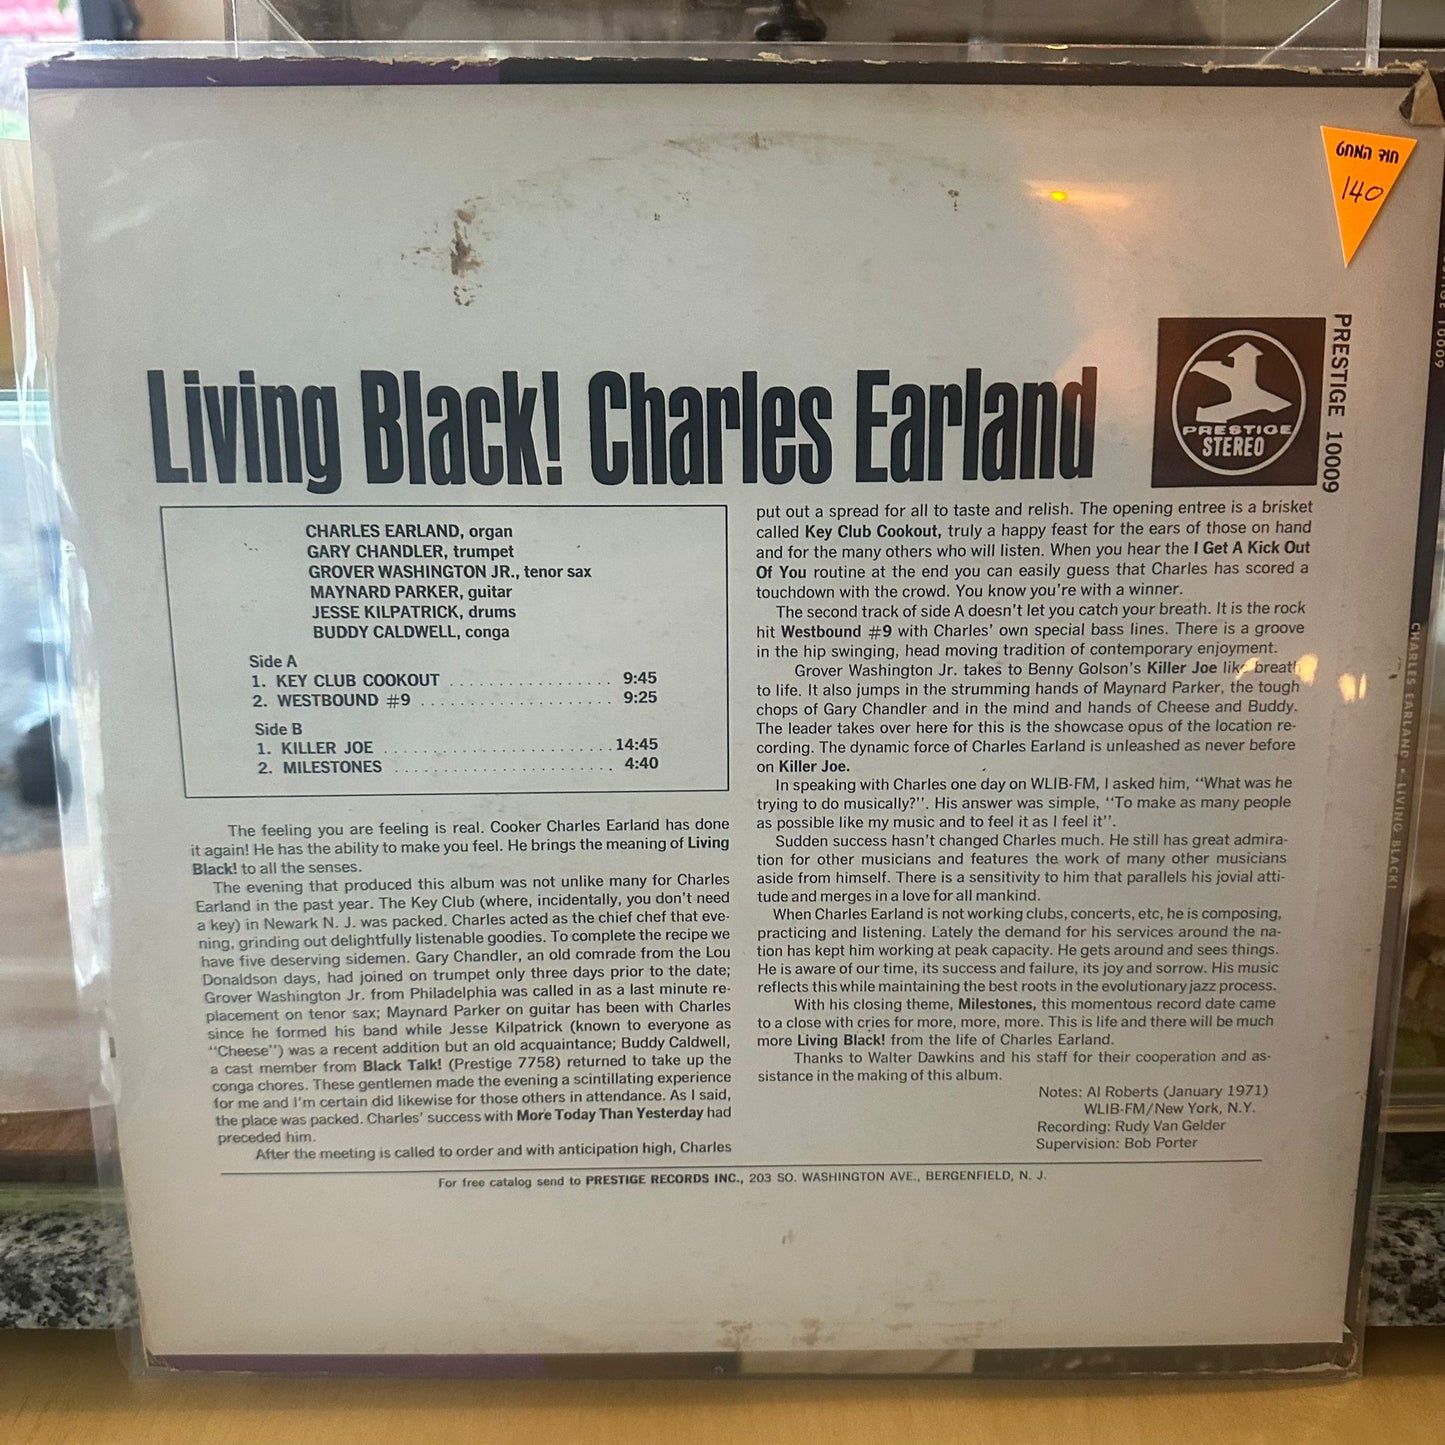 חוד המחט
140
PRESTIGE 10009
Living Black! Charles Earland
PRESTIGE
STEREO
CHARLES EARLAND, organ
GARY CHANDLER, trumpet
GROVER WASHINGTON JR., tenor sax
MAYNARD PARKER, guitar
JESSE KILPATRICK, drums
BUDDY CALDWELL, conga
Side A
1. KEY CLUB COOKOUT . . . . . . . . . . . . . . . . . 9:45
2. WESTBOUND #9 . . . . . . . . . . . . . . . . . . . . 9:25
Side B
1. KILLER JOE . . . . . . . . . . . . . . . . . . . . . . . . 14:45
2. MILESTONES . . . . . . . . . . . . . . . . . . . . . . . 4:40
The feeling you are feeling is real. Cooker Charles Earland has done
it again! He has the ability to make you feel. He brings the meaning of Living
Black! to all the senses.
The evening that produced this album was not unlike many for Charles
Earland in the past year. The Key Club (where, incidentally, you don't need
a key) in Newark N. J. was packed. Charles acted as the chief chef that eve-
ning, grinding out delightfully listenable goodies. To complete the recipe we
have five deserving sidemen. Gary Chandler, an old comrade from the Lou
Donaldson days, had joined on trumpet only three days prior to the date;
Grover Washington Jr. from Philadelphia was called in as a last minute re-
placement on tenor sax; Maynard Parker on guitar has been with Charles
since he formed his band while Jesse Kilpatrick (known to everyone as
"Cheese") was a recent addition but an old acquaintance; Buddy Caldwell,
a cast member from Black Talk! (Prestige 7758) returned to take up the
conga chores. These gentlemen made the evening a scintillating experience
for me and I'm certain did likewise for those others in attendance. As I said,
the place was packed. Charles' success with More Today Than Yesterday had
preceded him.
After the meeting is called to order and with anticipation high, Charles
put out a spread for all to taste and relish. The opening entree is a brisket
called Key Club Cookout, truly a happy feast for the ears of those on hand
and for the many others who will listen. When you hear the I Get A Kick Out
Of You routine at the end you can easily guess that Charles has scored a
touchdown with the crowd. You know you're with a winner.
The second track of side A doesn't let you catch your breath. It is the rock
hit Westbound #9 with Charles' own special bass lines. There is a groove
in the hip swinging, head moving tradition of contemporary enjoyment.
Grover Washington Jr. takes to Benny Golson's Killer Joe like breath
to life. It also jumps in the strumming hands of Maynard Parker, the tough
chops of Gary Chandler and in the mind and hands of Cheese and Buddy.
The leader takes over here for this is the showcase opus of the location re-
cording. The dynamic force of Charles Earland is unleashed as never before
on Killer Joe.
In speaking with Charles one day on WLIB-FM, I asked him, "What was he
trying to do musically?". His answer was simple, "To make as many people
as possible like my music and to feel it as I feel it".
Sudden success hasn't changed Charles much. He still has great admira-
tion for other musicians and features the work of many other musicians
aside from himself. There is a sensitivity to him that parallels his jovial atti-
tude and merges in a love for all mankind.
When Charles Earland is not working clubs, concerts, etc, he is composing,
practicing and listening. Lately the demand for his services around the na-
tion has kept him working at peak capacity. He gets around and sees things.
He is aware of our time, its success and failure, its joy and sorrow. His music
reflects this while maintaining the best roots in the evolutionary jazz process.
With his closing theme, Milestones, this momentous record date came
to a close with cries for more, more, more. This is life and there will be much
more Living Black! from the life of Charles Earland.
Thanks to Walter Dawkins and his staff for their cooperation and as-
sistance in the making of this album.
Notes: Al Roberts (January 1971)
WLIB-FM/New York, N.Y.
Recording: Rudy Van Gelder
Supervision: Bob Porter
For free catalog send to PRESTIGE RECORDS INC., 203 SO. WASHINGTON AVE., BERGENFIELD, N. J.
CHARLES EARLAND • LIVING BLACK!
10009